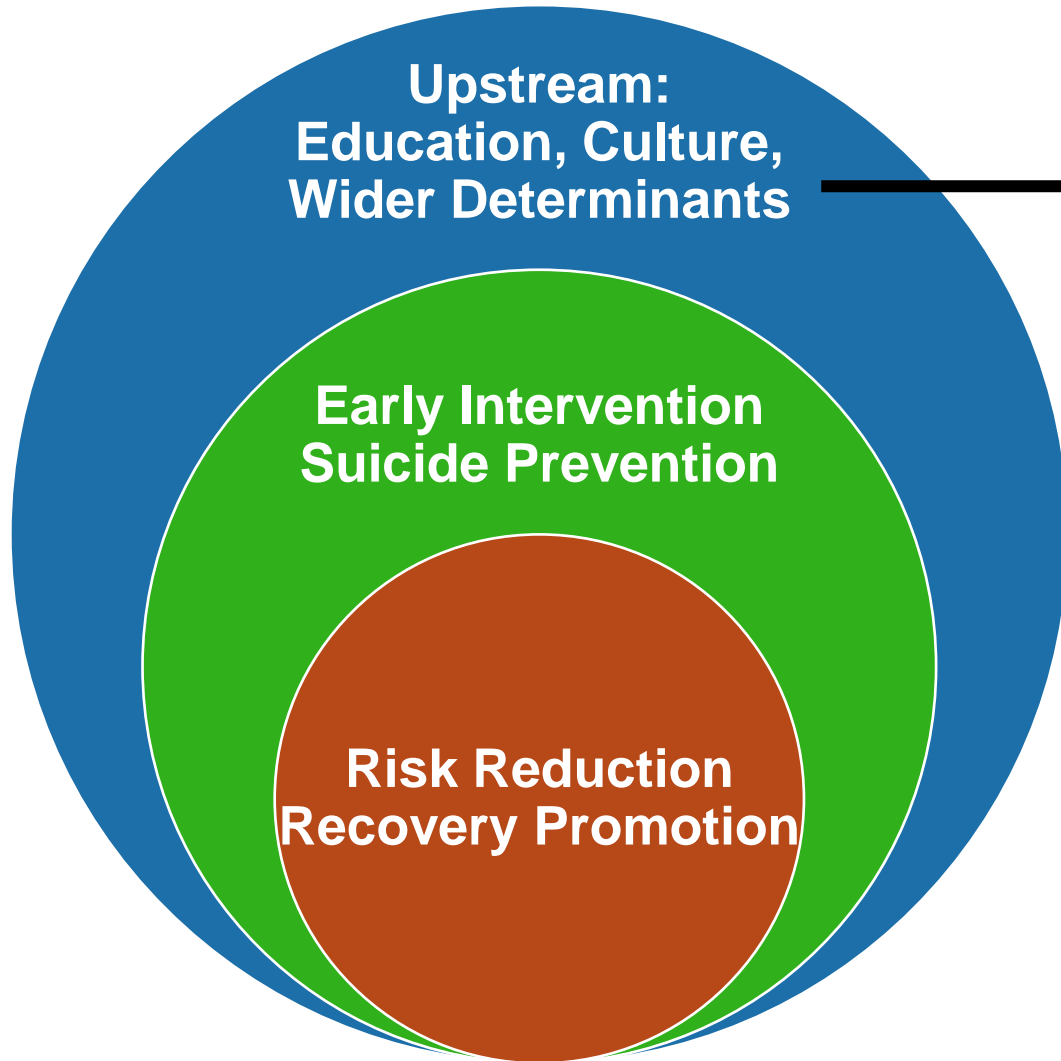 Upstream:
Education, Culture,
Wider Determinants
Early Intervention
Suicide Prevention
Risk Reduction
Recovery Promotion